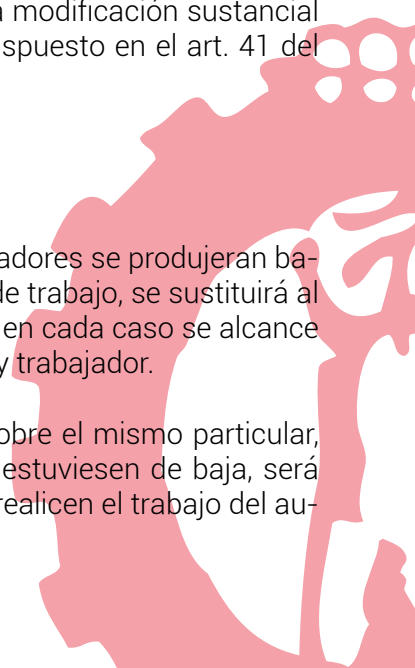 a modificación sustancial
spuesto en el art. 41 del
adores se produjeran ba-
de trabajo, se sustituirá al
en cada caso se alcance
y trabajador.
obre el mismo particular,
estuviesen de baja, será
realicen el trabajo del au-